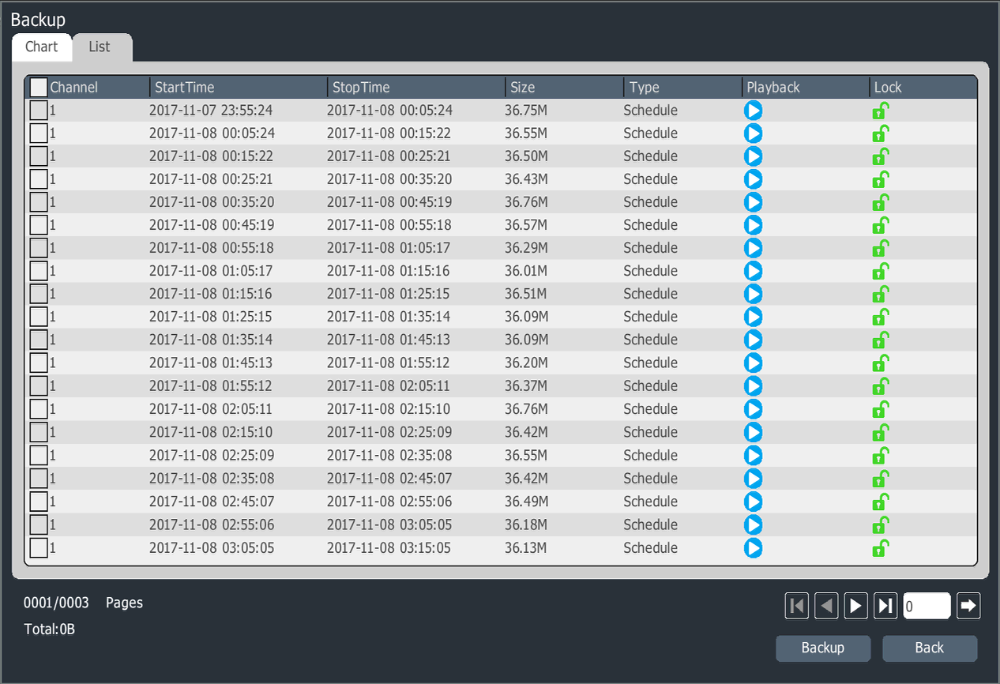 Backup
Chart List
Channel StartTime StopTime Size Type Playback Lock
1 2017-11-07 23:55:24 2017-11-08 00:05:24 36.75M Schedule
1 2017-11-08 00:05:24 2017-11-08 00:15:22 36.55M Schedule
1 2017-11-08 00:15:22 2017-11-08 00:25:21 36.50M Schedule
1 2017-11-08 00:25:21 2017-11-08 00:35:20 36.43M Schedule
1 2017-11-08 00:35:20 2017-11-08 00:45:19 36.76M Schedule
1 2017-11-08 00:45:19 2017-11-08 00:55:18 36.57M Schedule
1 2017-11-08 00:55:18 2017-11-08 01:05:17 36.29M Schedule
1 2017-11-08 01:05:17 2017-11-08 01:15:16 36.01M Schedule
1 2017-11-08 01:15:16 2017-11-08 01:25:15 36.51M Schedule
1 2017-11-08 01:25:15 2017-11-08 01:35:14 36.09M Schedule
1 2017-11-08 01:35:14 2017-11-08 01:45:13 36.09M Schedule
1 2017-11-08 01:45:13 2017-11-08 01:55:12 36.20M Schedule
1 2017-11-08 01:55:12 2017-11-08 02:05:11 36.37M Schedule
1 2017-11-08 02:05:11 2017-11-08 02:15:10 36.76M Schedule
1 2017-11-08 02:15:10 2017-11-08 02:25:09 36.42M Schedule
1 2017-11-08 02:25:09 2017-11-08 02:35:08 36.55M Schedule
1 2017-11-08 02:35:08 2017-11-08 02:45:07 36.42M Schedule
1 2017-11-08 02:45:07 2017-11-08 02:55:06 36.49M Schedule
1 2017-11-08 02:55:06 2017-11-08 03:05:05 36.18M Schedule
1 2017-11-08 03:05:05 2017-11-08 03:15:05 36.13M Schedule
0001/0003 Pages 0
Total:0B
Backup Back